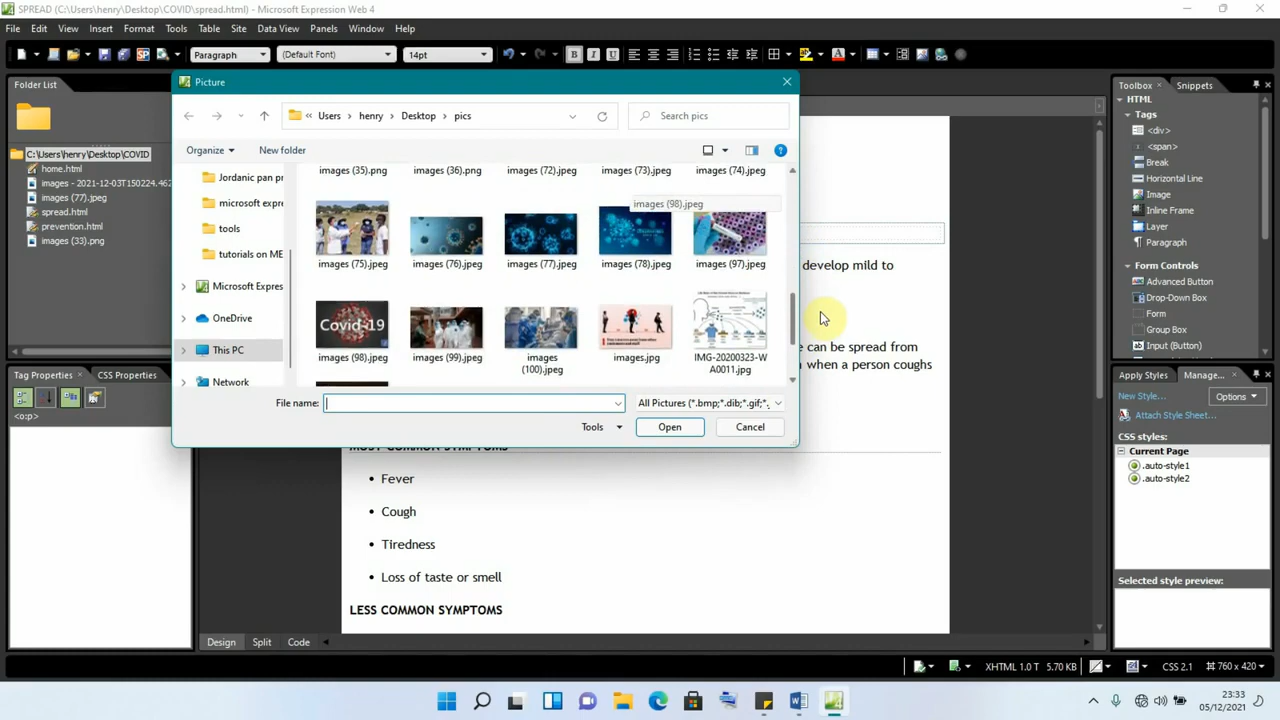 SPREAD (C:\Users\henry\Desktop\COVID\spread.html) - Microsoft Expression Web 4
File Edit View Insert Format Tools Table Site Data View Panels Window Help
Paragraph (Default Font) 14pt B I U
Folder List
C:\Users\henry\Desktop\COVID
home.html
images - 2021-12-03T150224.462
images (77).jpeg
spread.html
prevention.html
images (33).png
Tag Properties CSS Properties
<op>
Picture
Users henry Desktop pics
Search pics
Organize New folder
Jordanic pan pr
microsoft expre
tools
tutorials on ME
Microsoft Expres
OneDrive
This PC
Network
images (35).png images (36).png images (72).jpeg images (73).jpeg images (74).jpeg
images (98).jpeg
images (75).jpeg images (76).jpeg images (77).jpeg images (78).jpeg images (97).jpeg
Covid-19
images (98).jpeg images (99).jpeg images (100).jpeg images.jpg IMG-20200323-WA0011.jpg
File name: All Pictures (*.bmp;*.dib;*.gif;*,
Tools Open Cancel
develop mild to
e can be spread from
when a person coughs
MOST COMMON SYMPTOMS
• Fever
• Cough
• Tiredness
• Loss of taste or smell
LESS COMMON SYMPTOMS
Design Split Code
Toolbox Snippets
HTML
Tags
<div>
<span>
Break
Horizontal Line
Image
Inline Frame
Layer
Paragraph
Form Controls
Advanced Button
Drop-Down Box
Form
Group Box
Input (Button)
Apply Styles Manage...
New Style... Options
Attach Style Sheet...
CSS styles:
Current Page
.auto-style1
.auto-style2
Selected style preview:
XHTML 1.0 T 5.70 KB CSS 2.1 760 x 420
23:33
05/12/2021